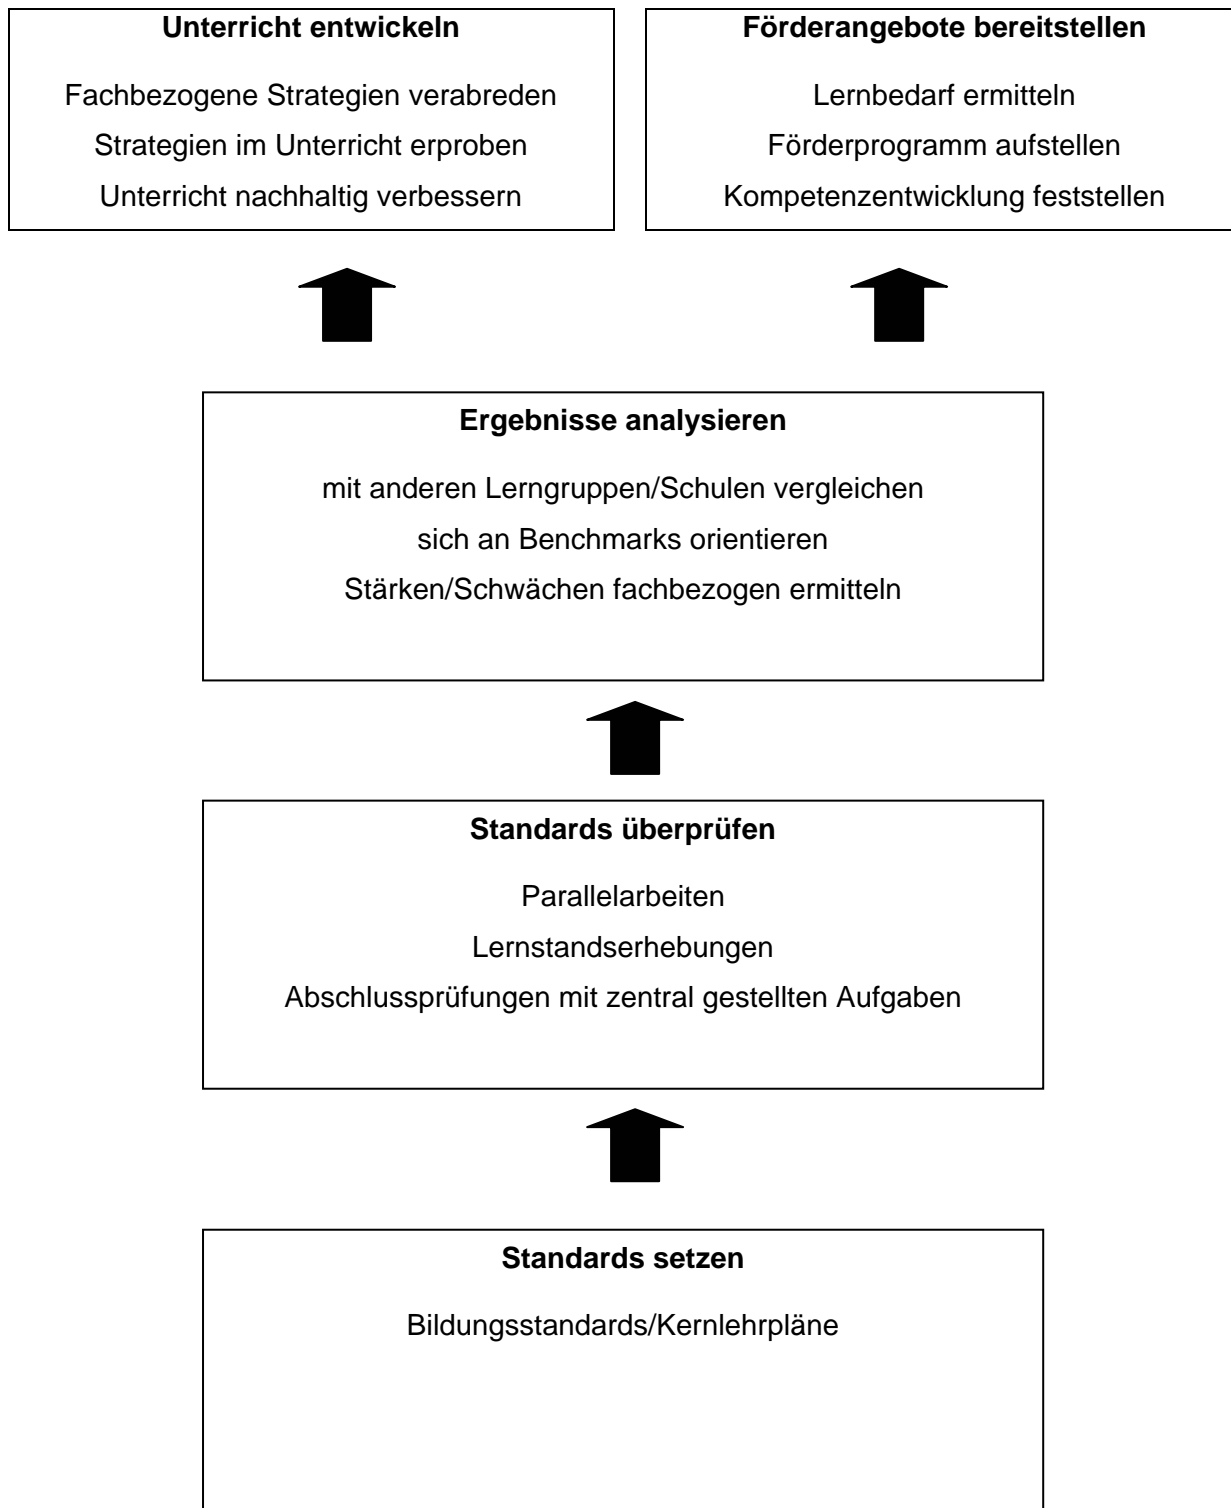 Unterricht entwickeln
Fachbezogene Strategien verabreden
Strategien im Unterricht erproben
Unterricht nachhaltig verbessern
Förderangebote bereitstellen
Lernbedarf ermitteln
Förderprogramm aufstellen
Kompetenzentwicklung feststellen
Ergebnisse analysieren
mit anderen Lerngruppen/Schulen vergleichen
sich an Benchmarks orientieren
Stärken/Schwächen fachbezogen ermitteln
Standards überprüfen
Parallelarbeiten
Lernstandserhebungen
Abschlussprüfungen mit zentral gestellten Aufgaben
Standards setzen
Bildungsstandards/Kernlehrpläne